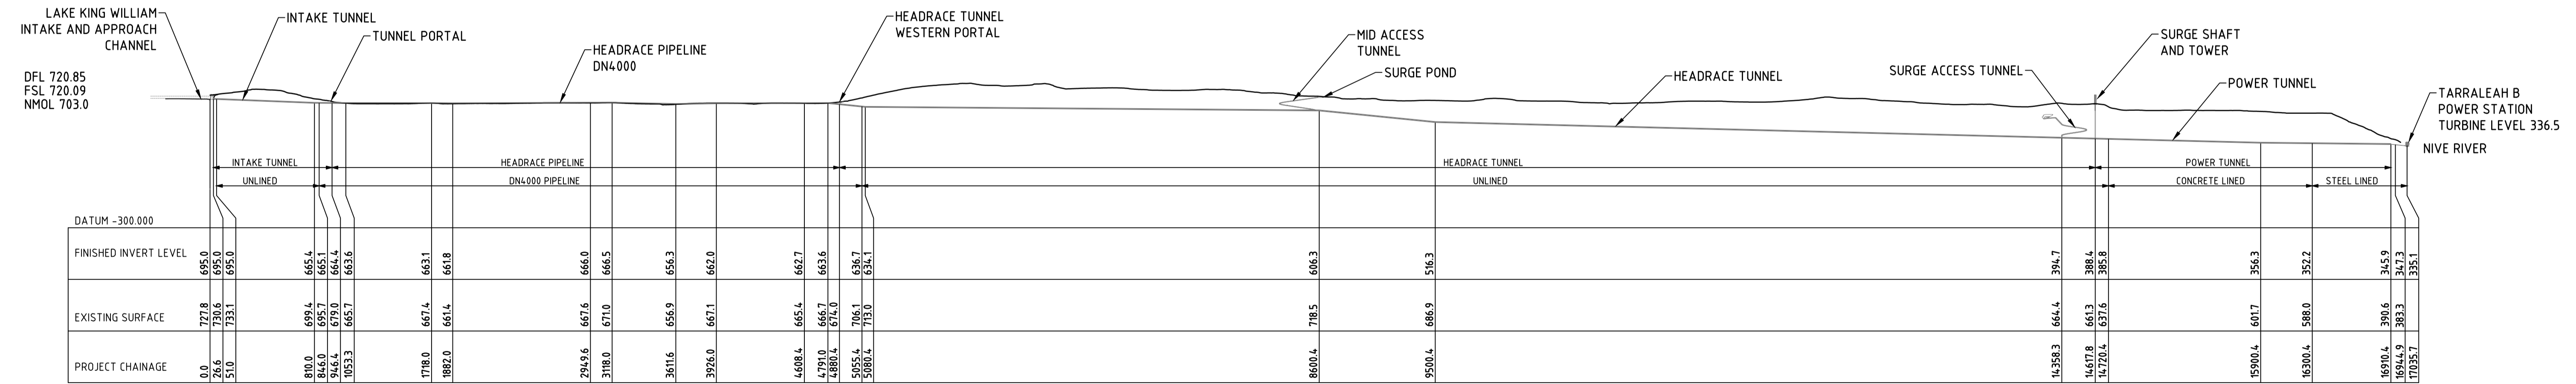 LAKE KING WILLIAM
INTAKE AND APPROACH
CHANNEL
INTAKE TUNNEL
TUNNEL PORTAL
HEADRACE PIPELINE
DN4000
HEADRACE TUNNEL
WESTERN PORTAL
MID ACCESS
TUNNEL
SURGE POND
HEADRACE TUNNEL
SURGE ACCESS TUNNEL
SURGE SHAFT
AND TOWER
POWER TUNNEL
TARRALEAH B
POWER STATION
TURBINE LEVEL 336.5
NIVE RIVER
DFL 720.85
FSL 720.09
NMOL 703.0
INTAKE TUNNEL HEADRACE PIPELINE HEADRACE TUNNEL POWER TUNNEL
UNLINED DN4000 PIPELINE UNLINED CONCRETE LINED STEEL LINED
DATUM -300.000
FINISHED INVERT LEVEL 695.0 695.0 695.0 665.4 665.1 664.4 663.6 663.1 661.8 666.0 666.5 656.3 662.0 662.7 663.6 636.7 634.1 606.3 516.3 394.7 388.4 385.8 356.3 352.2 345.9 347.3 335.1
EXISTING SURFACE 727.8 730.6 733.1 699.4 695.7 679.0 665.7 667.4 661.4 667.6 671.0 656.9 667.1 665.4 666.7 674.0 706.1 713.0 718.5 686.9 664.4 661.3 637.6 601.7 588.0 390.6 383.3
PROJECT CHAINAGE 0.0 26.6 51.0 810.0 846.0 946.4 1053.3 1718.0 1882.0 2949.6 3118.0 3611.6 3926.0 4608.4 4791.0 4880.4 5055.4 5080.4 8600.4 9500.4 14358.3 14617.8 14720.4 15900.4 16300.4 16910.4 16944.9 17035.7